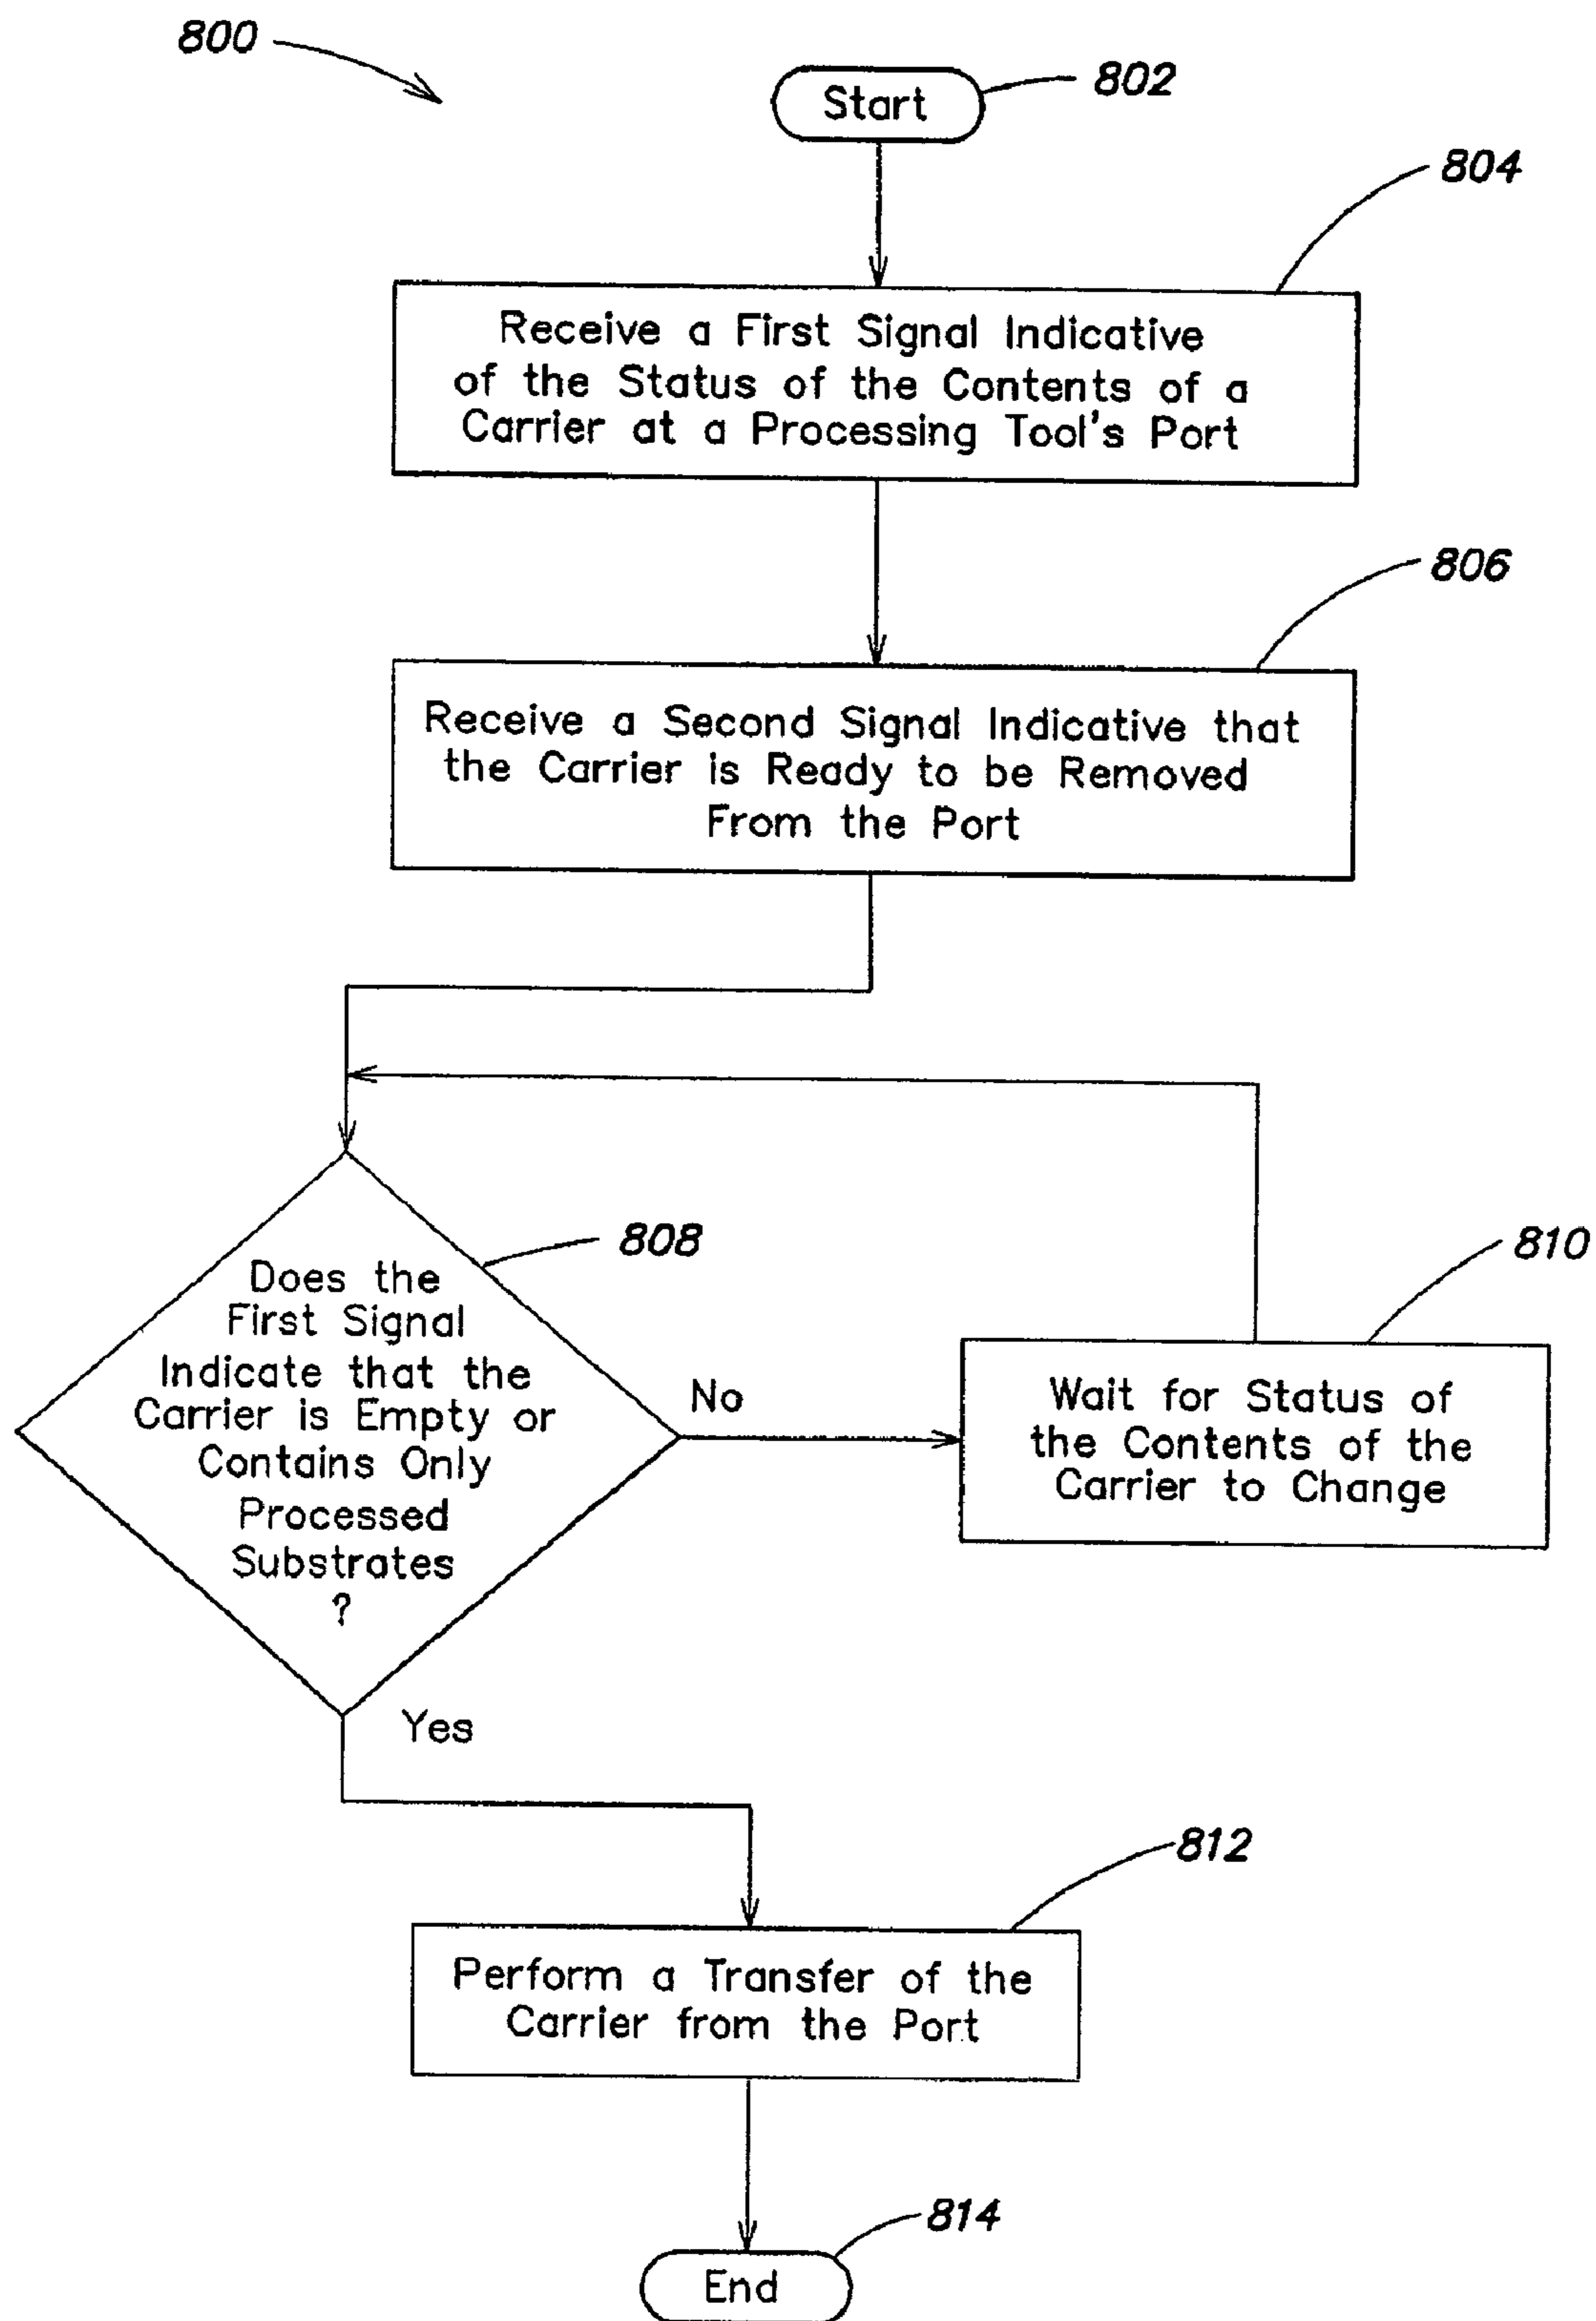 800
Start
802
804
Receive a First Signal Indicative
of the Status of the Contents of a
Carrier at a Processing Tool's Port
806
Receive a Second Signal Indicative that
the Carrier is Ready to be Removed
From the Port
808
Does the
First Signal
Indicate that the
Carrier is Empty or
Contains Only
Processed
Substrates
?
No
810
Wait for Status of
the Contents of the
Carrier to Change
Yes
812
Perform a Transfer of the
Carrier from the Port
814
End